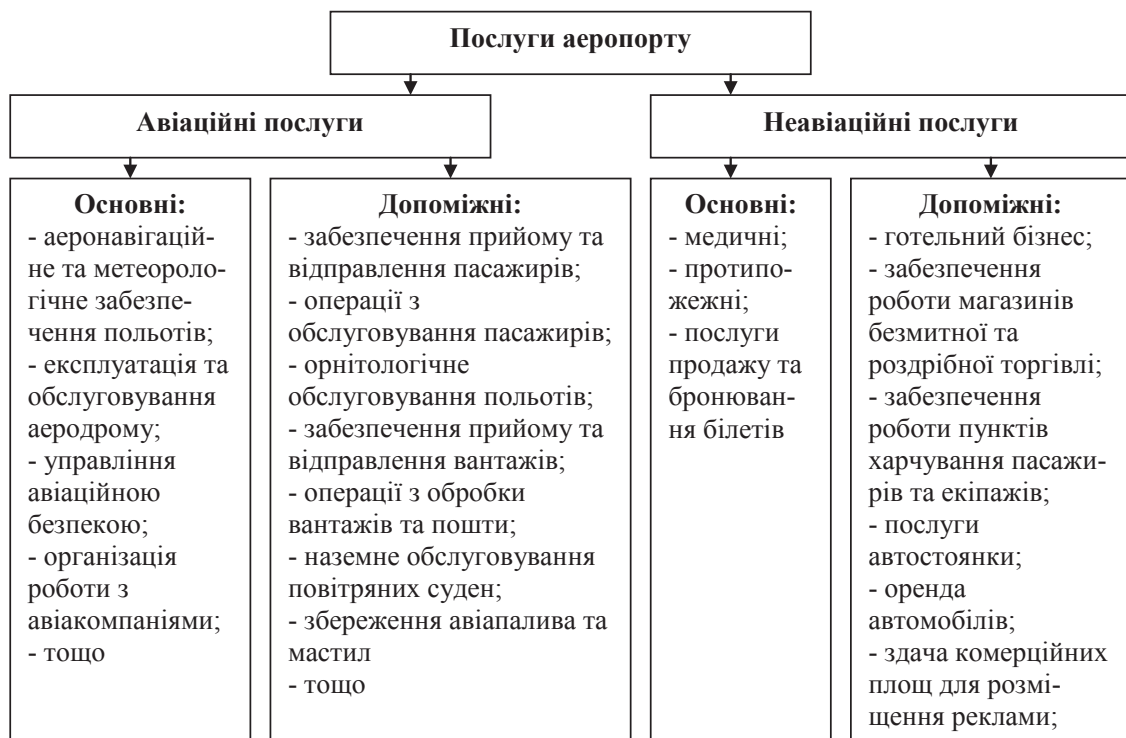 Послуги аеропорту
Авіаційні послуги
Неавіаційні послуги
Основні:
- аеронавігацій-
не та метеороло-
гічне забезпе-
чення польотів;
- експлуатація та
обслуговування
аеродрому;
- управління
авіаційною
безпекою;
- організація
роботи з
авіакомпаніями;
- тощо
Допоміжні:
- забезпечення прийому та
відправлення пасажирів;
- операції з
обслуговування пасажирів;
- орнітологічне
обслуговування польотів;
- забезпечення прийому та
відправлення вантажів;
- операції з обробки
вантажів та пошти;
- наземне обслуговування
повітряних суден;
- збереження авіапалива та
мастил
- тощо
Основні:
- медичні;
- протипо-
жежні;
- послуги
продажу та
бронюван-
ня білетів
Допоміжні:
- готельний бізнес;
- забезпечення
роботи магазинів
безмитної та
роздрібної торгівлі;
- забезпечення
роботи пунктів
харчування пасажи-
рів та екіпажів;
- послуги
автостоянки;
- оренда
автомобілів;
- здача комерційних
площ для розмі-
щення реклами;